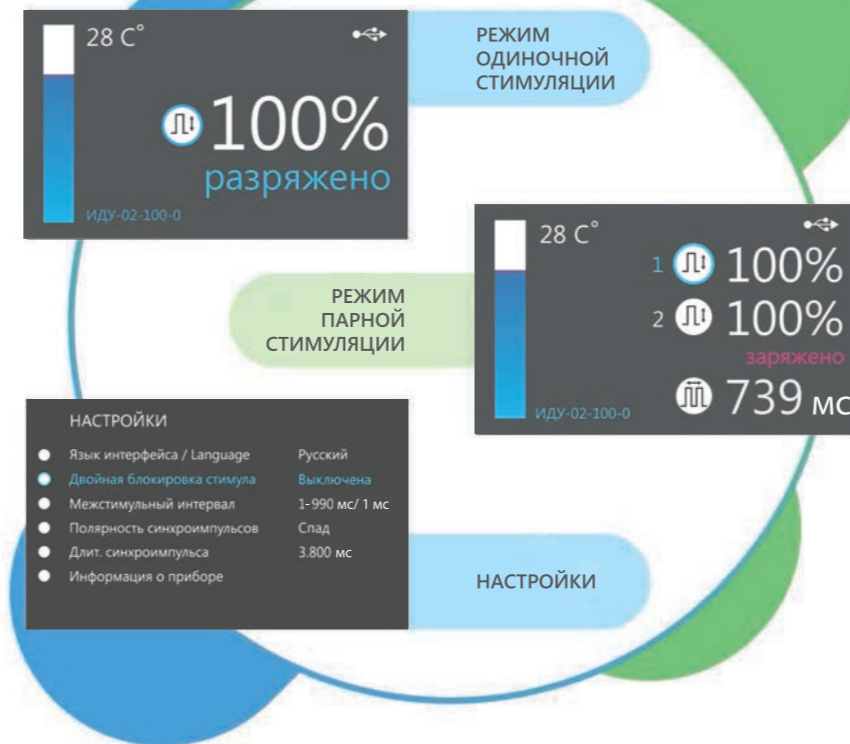 28 C°
100%
разряжено
ИДУ-02-100-0
РЕЖИМ
ОДИНОЧНОЙ
СТИМУЛЯЦИИ
28 C°
1 100%
2 100%
заряжено
739 мс
ИДУ-02-100-0
РЕЖИМ
ПАРНОЙ
СТИМУЛЯЦИИ
НАСТРОЙКИ
Язык интерфейса / Language Русский
Двойная блокировка стимула Выключена
Межстимульный интервал 1-990 мс/ 1 мс
Полярность синхроимпульсов Спад
Длит. синхроимпульса 3.800 мс
Информация о приборе
НАСТРОЙКИ